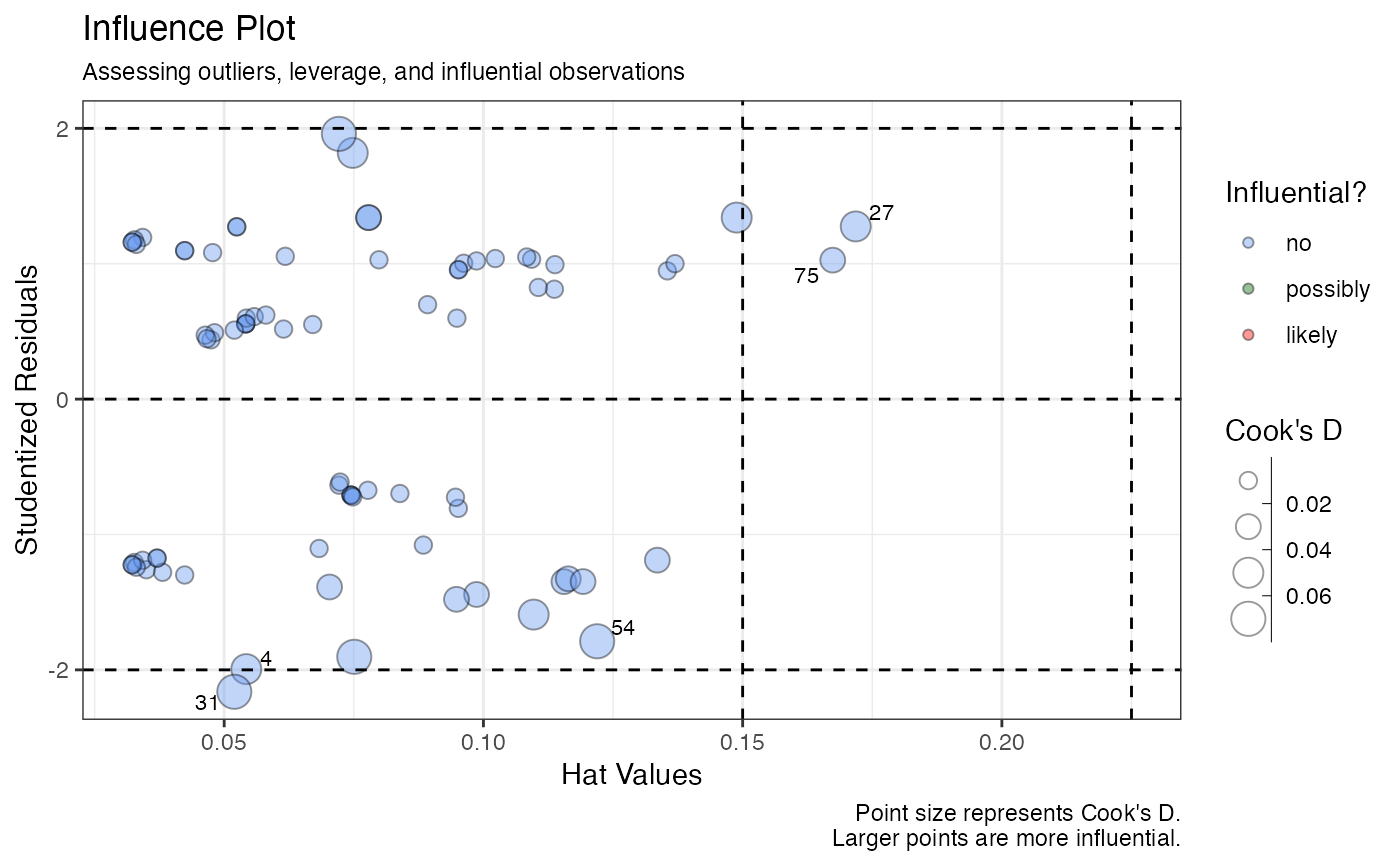 Influence Plot
Assessing outliers, leverage, and influential observations
Studentized Residuals
2
0
-2
27
75
54
4
31
0.05
0.10
0.15
0.20
Hat Values
Influential?
no
possibly
likely
Cook's D
0.02
0.04
0.06
Point size represents Cook's D.
Larger points are more influential.